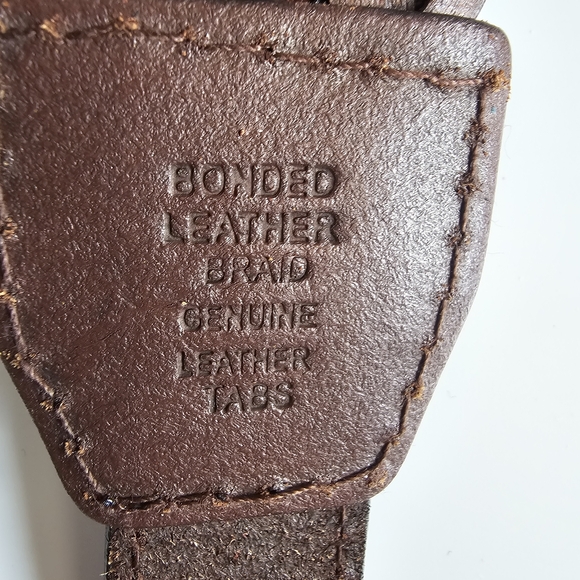 BONDED
LEATHER
BRAID
GENUINE
LEATHER
TABS